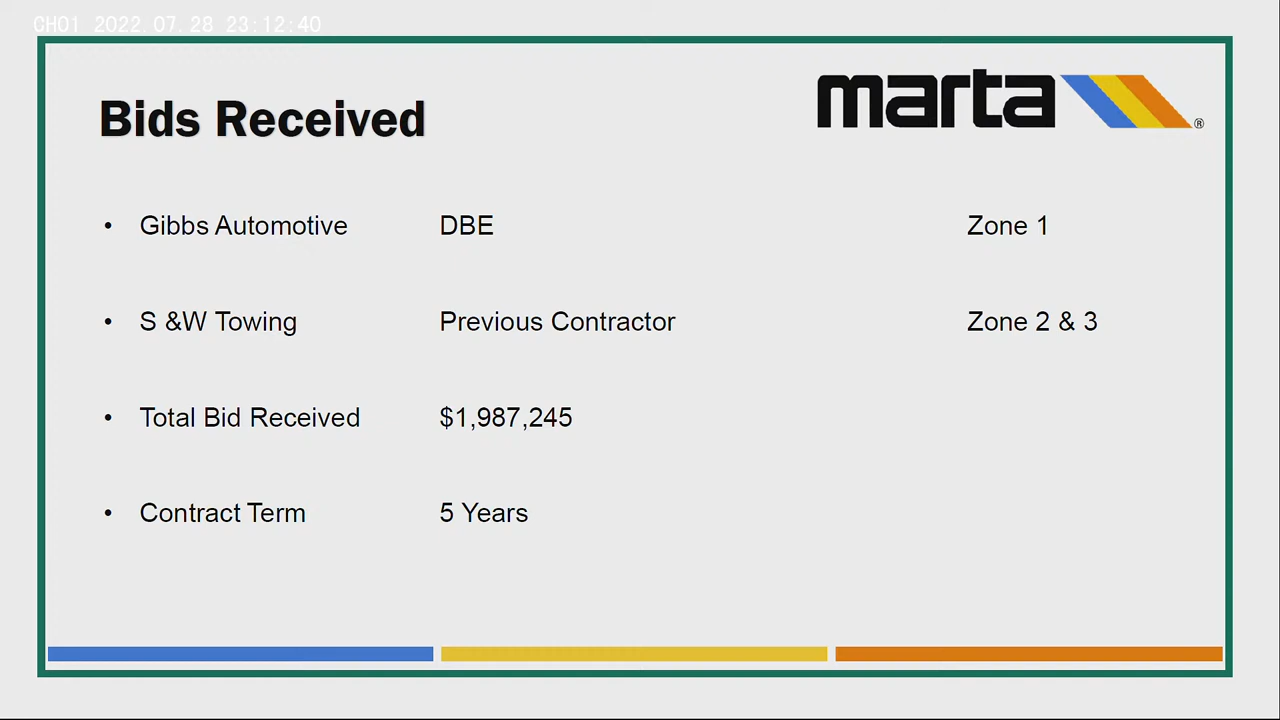 CH01 2022.07.28 23:12:40
marta ®
Bids Received
• Gibbs Automotive DBE Zone 1
• S &W Towing Previous Contractor Zone 2 & 3
• Total Bid Received $1,987,245
• Contract Term 5 Years